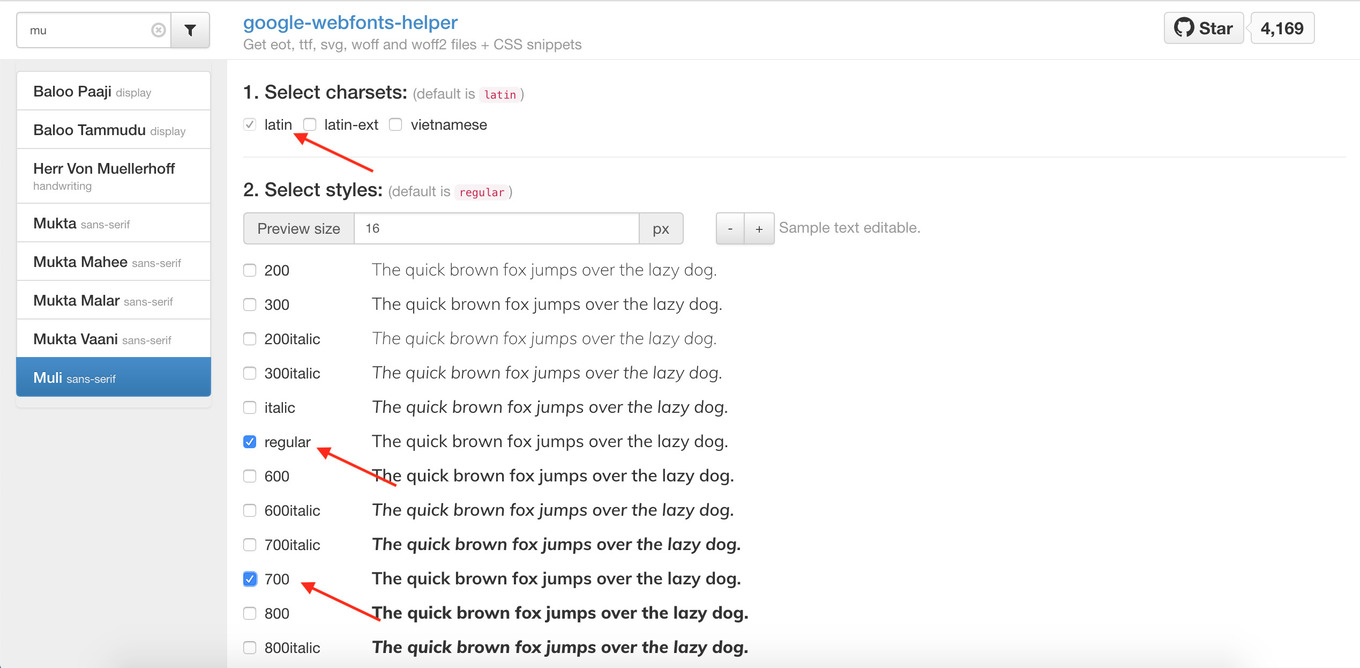 mu
google-webfonts-helper
Get eot, ttf, svg, woff and woff2 files + CSS snippets
Star
4,169
Baloo Paaji display
Baloo Tammudu display
Herr Von Muellerhoff
handwriting
Mukta sans-serif
Mukta Mahee sans-serif
Mukta Malar sans-serif
Mukta Vaani sans-serif
Muli sans-serif
1. Select charsets: (default is latin)
latin latin-ext vietnamese
2. Select styles: (default is regular)
Preview size 16 px - + Sample text editable.
200 The quick brown fox jumps over the lazy dog.
300 The quick brown fox jumps over the lazy dog.
200italic The quick brown fox jumps over the lazy dog.
300italic The quick brown fox jumps over the lazy dog.
italic The quick brown fox jumps over the lazy dog.
regular The quick brown fox jumps over the lazy dog.
600 The quick brown fox jumps over the lazy dog.
600italic The quick brown fox jumps over the lazy dog.
700italic The quick brown fox jumps over the lazy dog.
700 The quick brown fox jumps over the lazy dog.
800 The quick brown fox jumps over the lazy dog.
800italic The quick brown fox jumps over the lazy dog.